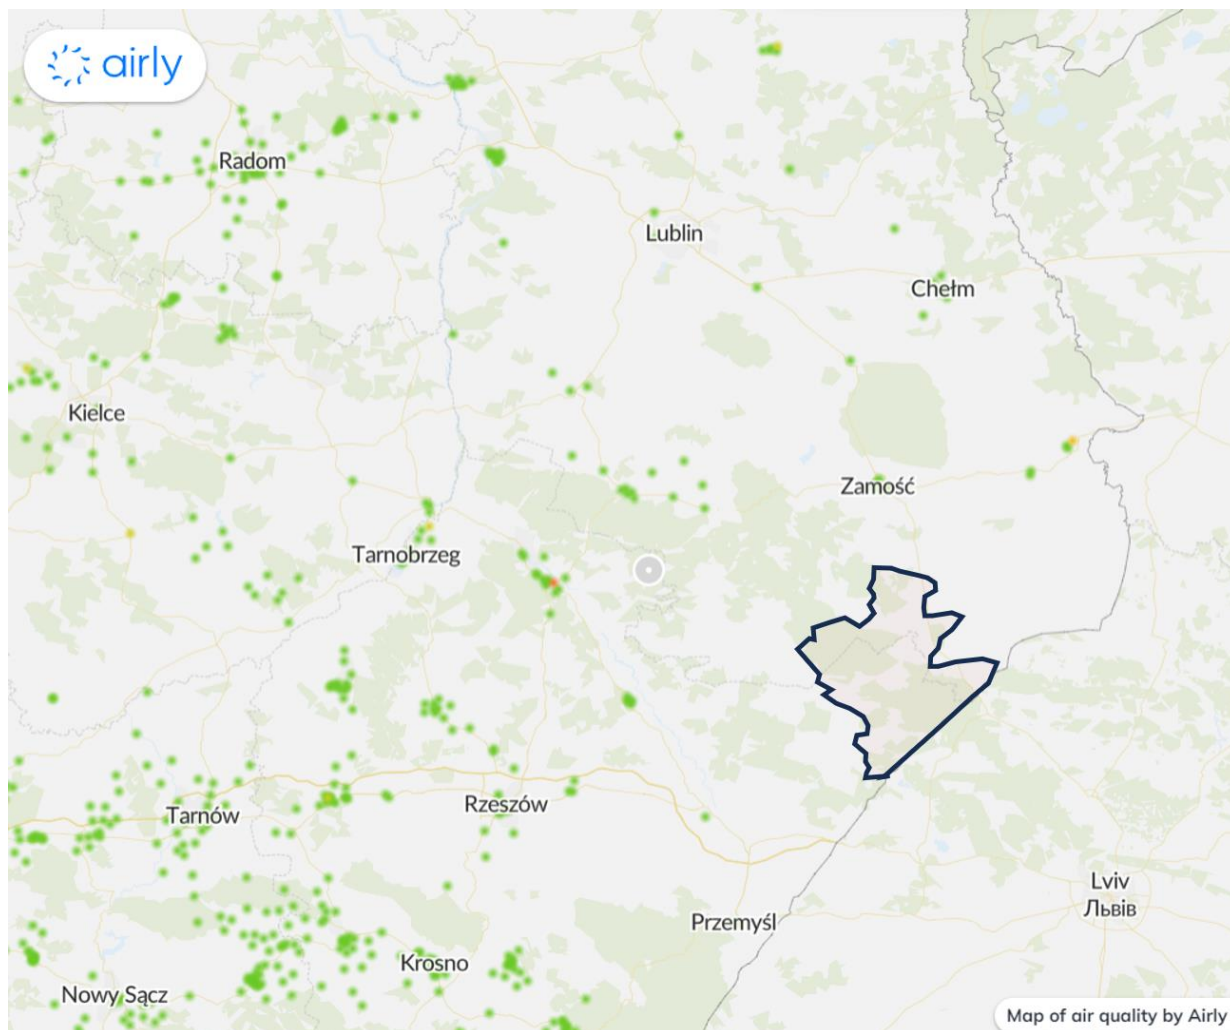 airly
Radom
Lublin
Chełm
Kielce
Zamość
Tarnobrzeg
Rzeszów
Tarnów
Lviv
Львів
Przemyśl
Krosno
Nowy Sącz
Map of air quality by Airly